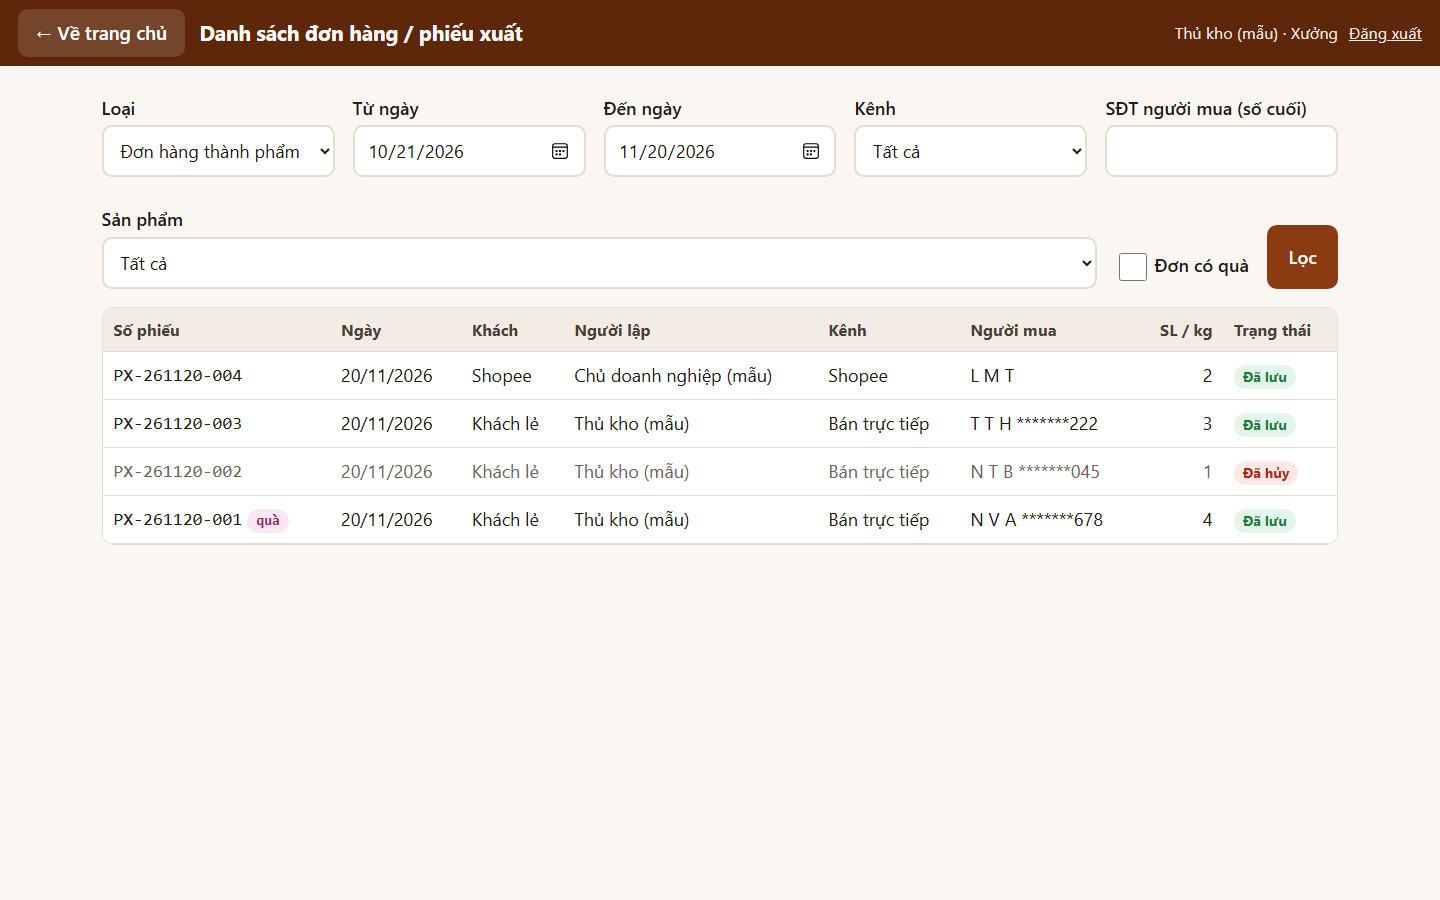 ← Về trang chủ Danh sách đơn hàng / phiếu xuất Thủ kho (mẫu) · Xưởng Đăng xuất
Loại Từ ngày Đến ngày Kênh SĐT người mua (số cuối)
Đơn hàng thành phẩm 10/21/2026 11/20/2026 Tất cả
Sản phẩm
Tất cả Đơn có quà Lọc
Số phiếu Ngày Khách Người lập Kênh Người mua SL / kg Trạng thái
PX-261120-004 20/11/2026 Shopee Chủ doanh nghiệp (mẫu) Shopee L M T 2 Đã lưu
PX-261120-003 20/11/2026 Khách lẻ Thủ kho (mẫu) Bán trực tiếp T T H *******222 3 Đã lưu
PX-261120-002 20/11/2026 Khách lẻ Thủ kho (mẫu) Bán trực tiếp N T B *******045 1 Đã hủy
PX-261120-001 quà 20/11/2026 Khách lẻ Thủ kho (mẫu) Bán trực tiếp N V A *******678 4 Đã lưu